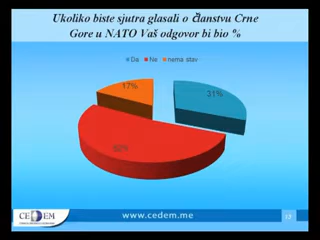 Ukoliko biste sjutra glasali o članstvu Crne
Gore u NATO Vaš odgovor bi bio %
Da Ne nema stav
17%
31%
52%
CEDEM
www.cedem.me
12